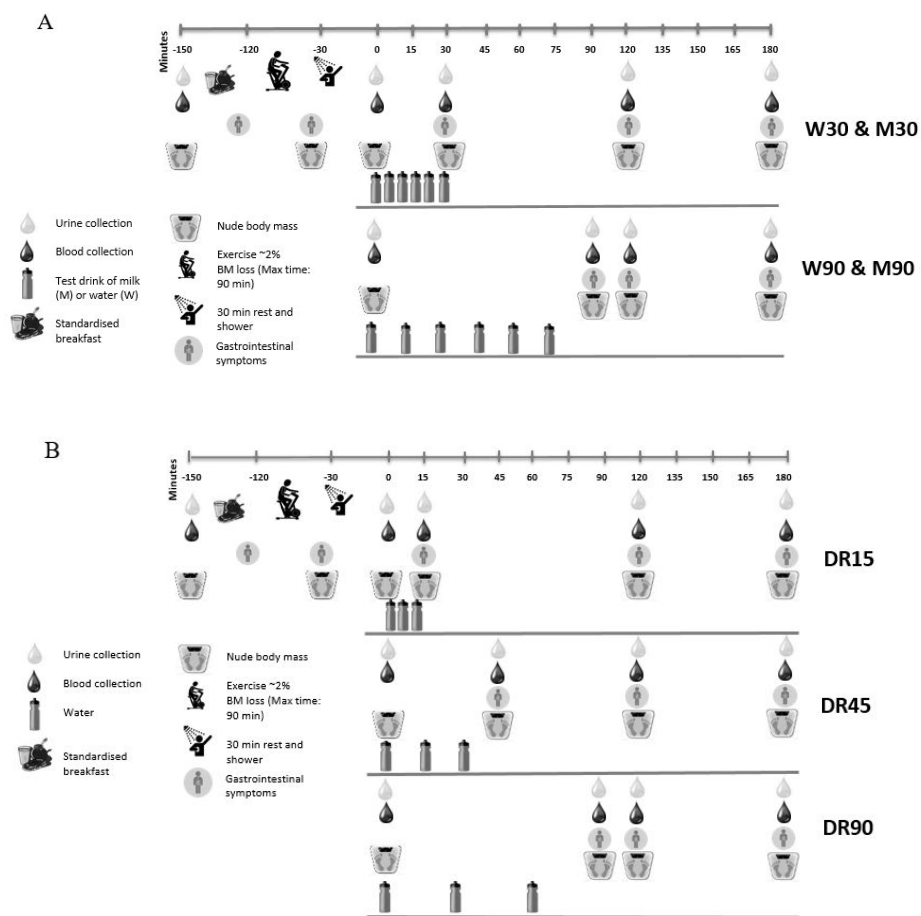 A
Minutes
-150 -120 -30 0 15 30 45 60 75 90 120 150 165 180
W30 & M30
Urine collection
Blood collection
Test drink of milk
(M) or water (W)
Standardised
breakfast
Nude body mass
Exercise ~2%
BM loss (Max time:
90 min)
30 min rest and
shower
Gastrointestinal
symptoms
W90 & M90
B
Minutes
-150 -120 -30 0 15 30 45 60 75 90 120 135 145 165 180
DR15
Urine collection
Blood collection
Water
Standardised
breakfast
Nude body mass
Exercise ~2%
BM loss (Max time:
90 min)
30 min rest and
shower
Gastrointestinal
symptoms
DR45
DR90